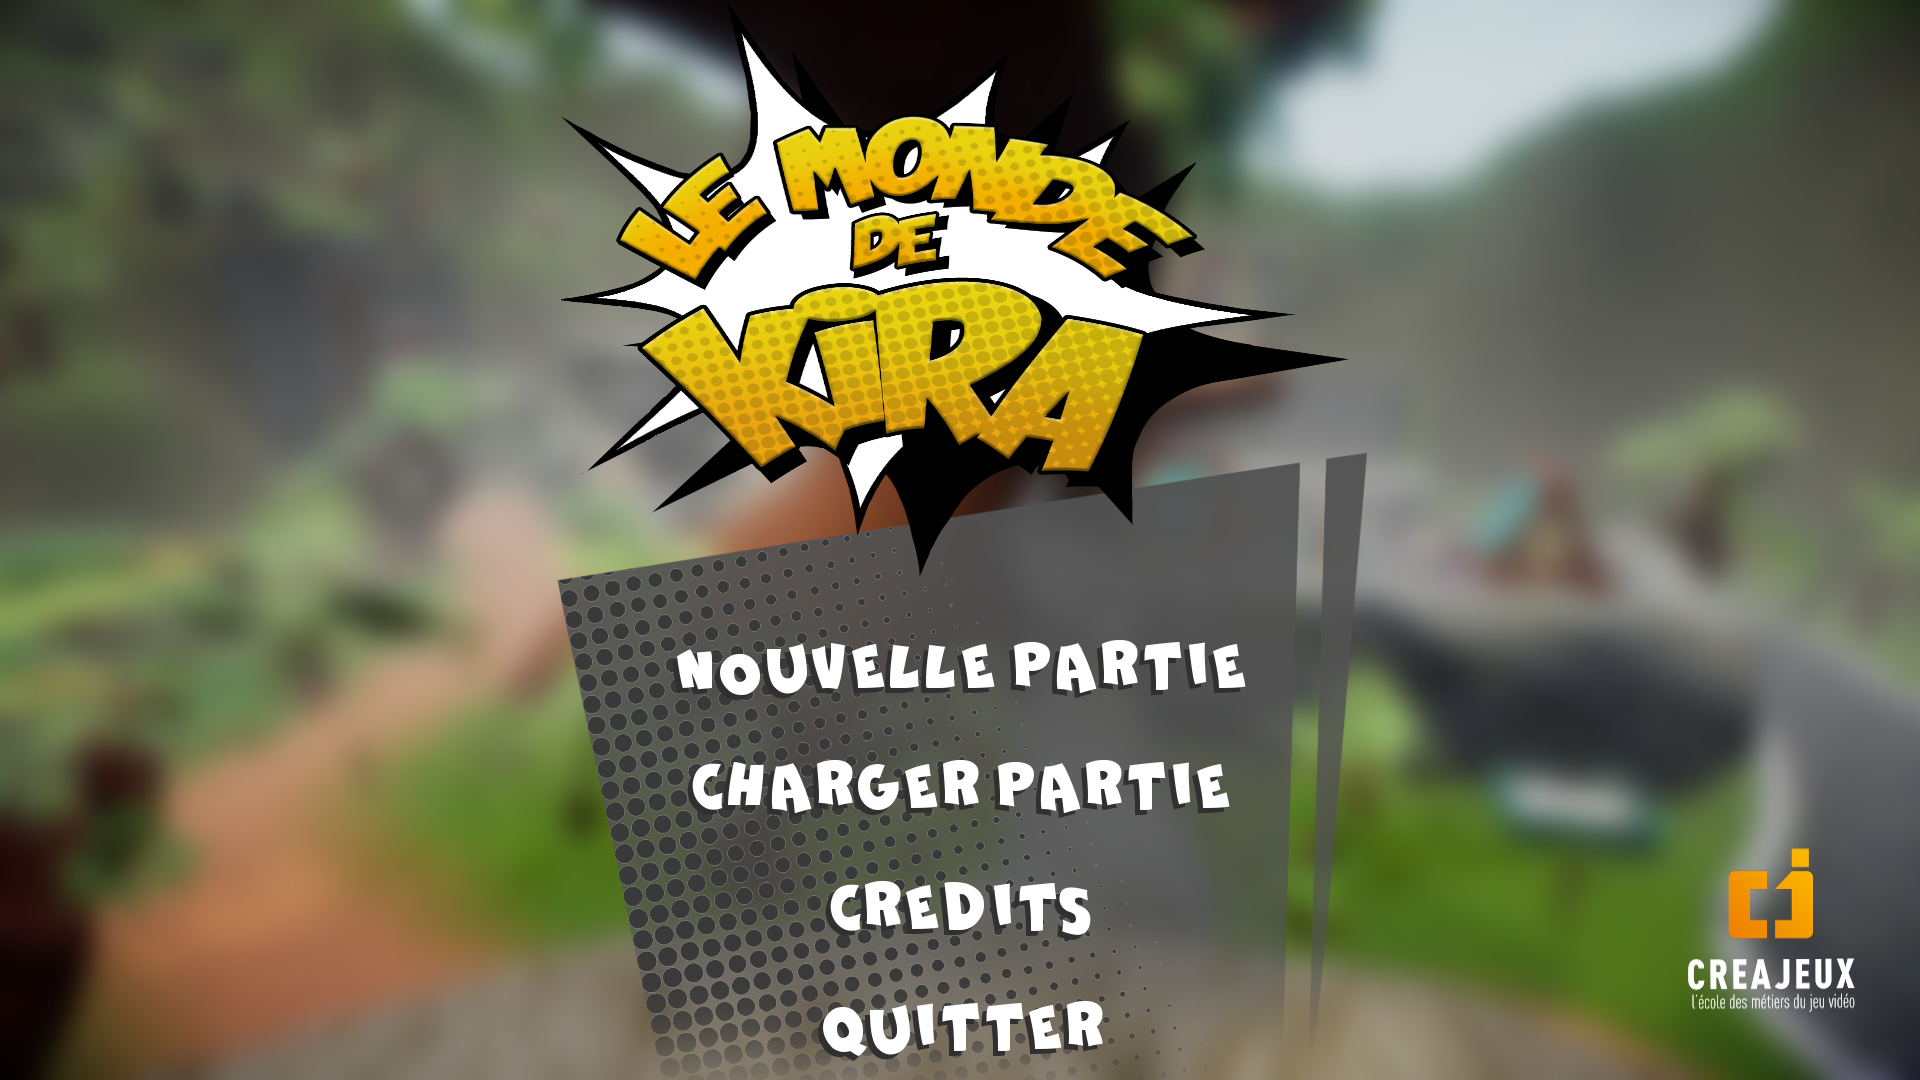 LE MONDE
DE
KIRA
NOUVELLE PARTIE
CHARGER PARTIE
CREDITS
QUITTER
CREAJEUX
l'école des métiers du jeu vidéo